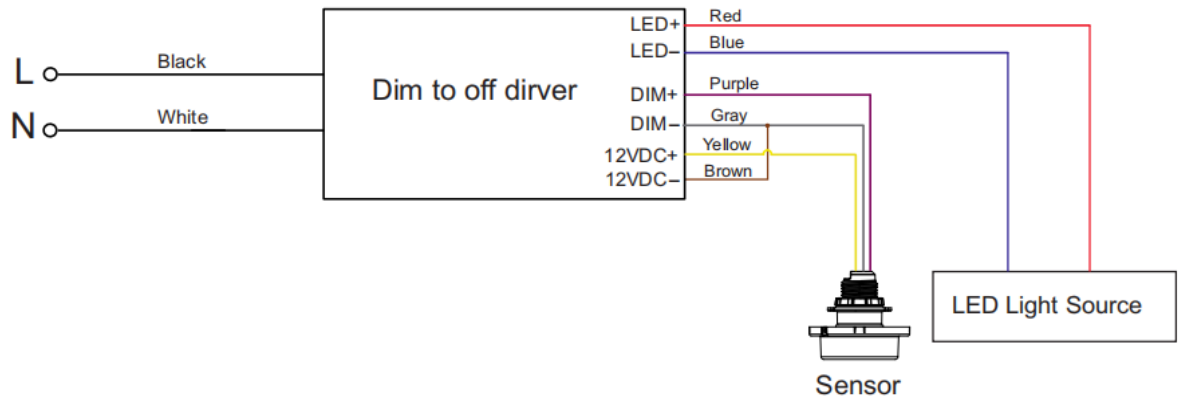 L
Black
N
White
Dim to off dirver
LED+
Red
LED−
Blue
DIM+
Purple
DIM−
Gray
12VDC+
Yellow
12VDC−
Brown
LED Light Source
Sensor